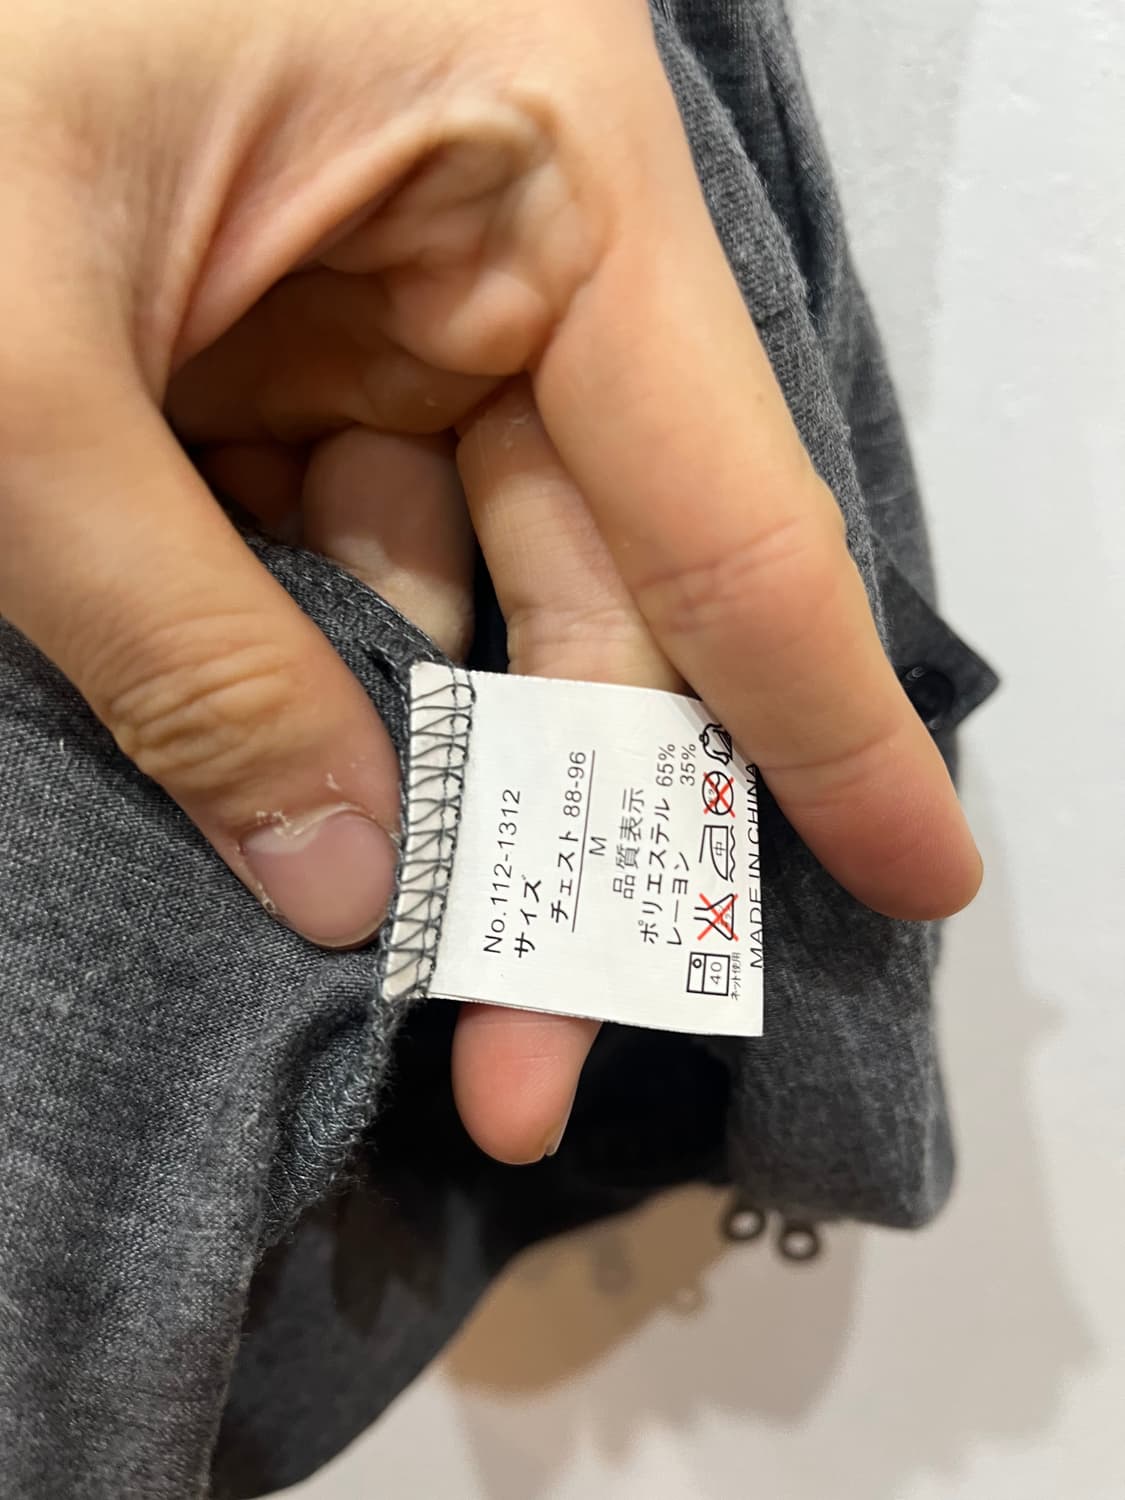 No.112-1312
サイズ
チェスト 88-96
M
品質表示
ポリエステル 65%
レーヨン 35%
40
中
ネット使用
MADE IN CHINA